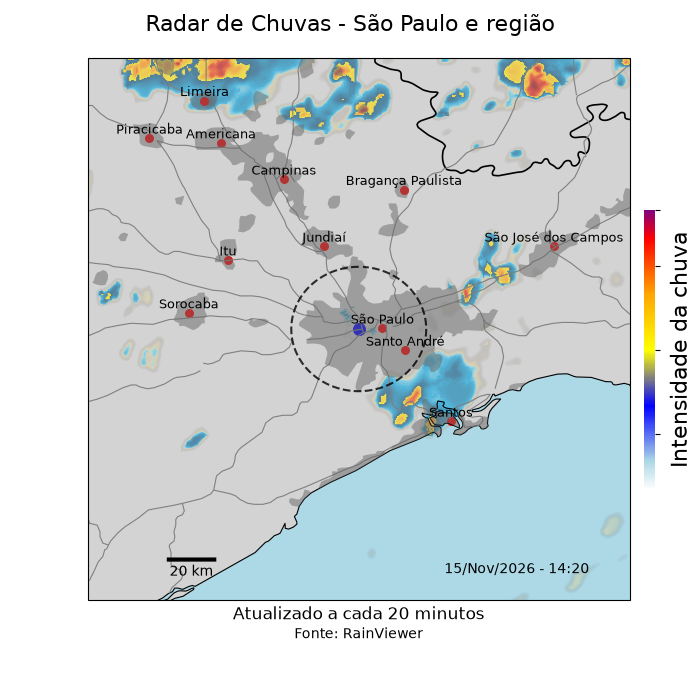 Radar de Chuvas - São Paulo e região
Limeira
Piracicaba
Americana
Campinas
Bragança Paulista
Jundiaí
São José dos Campos
Itu
Sorocaba
São Paulo
Santo André
Santos
Intensidade da chuva
20 km
15/Nov/2026 - 14:20
Atualizado a cada 20 minutos
Fonte: RainViewer